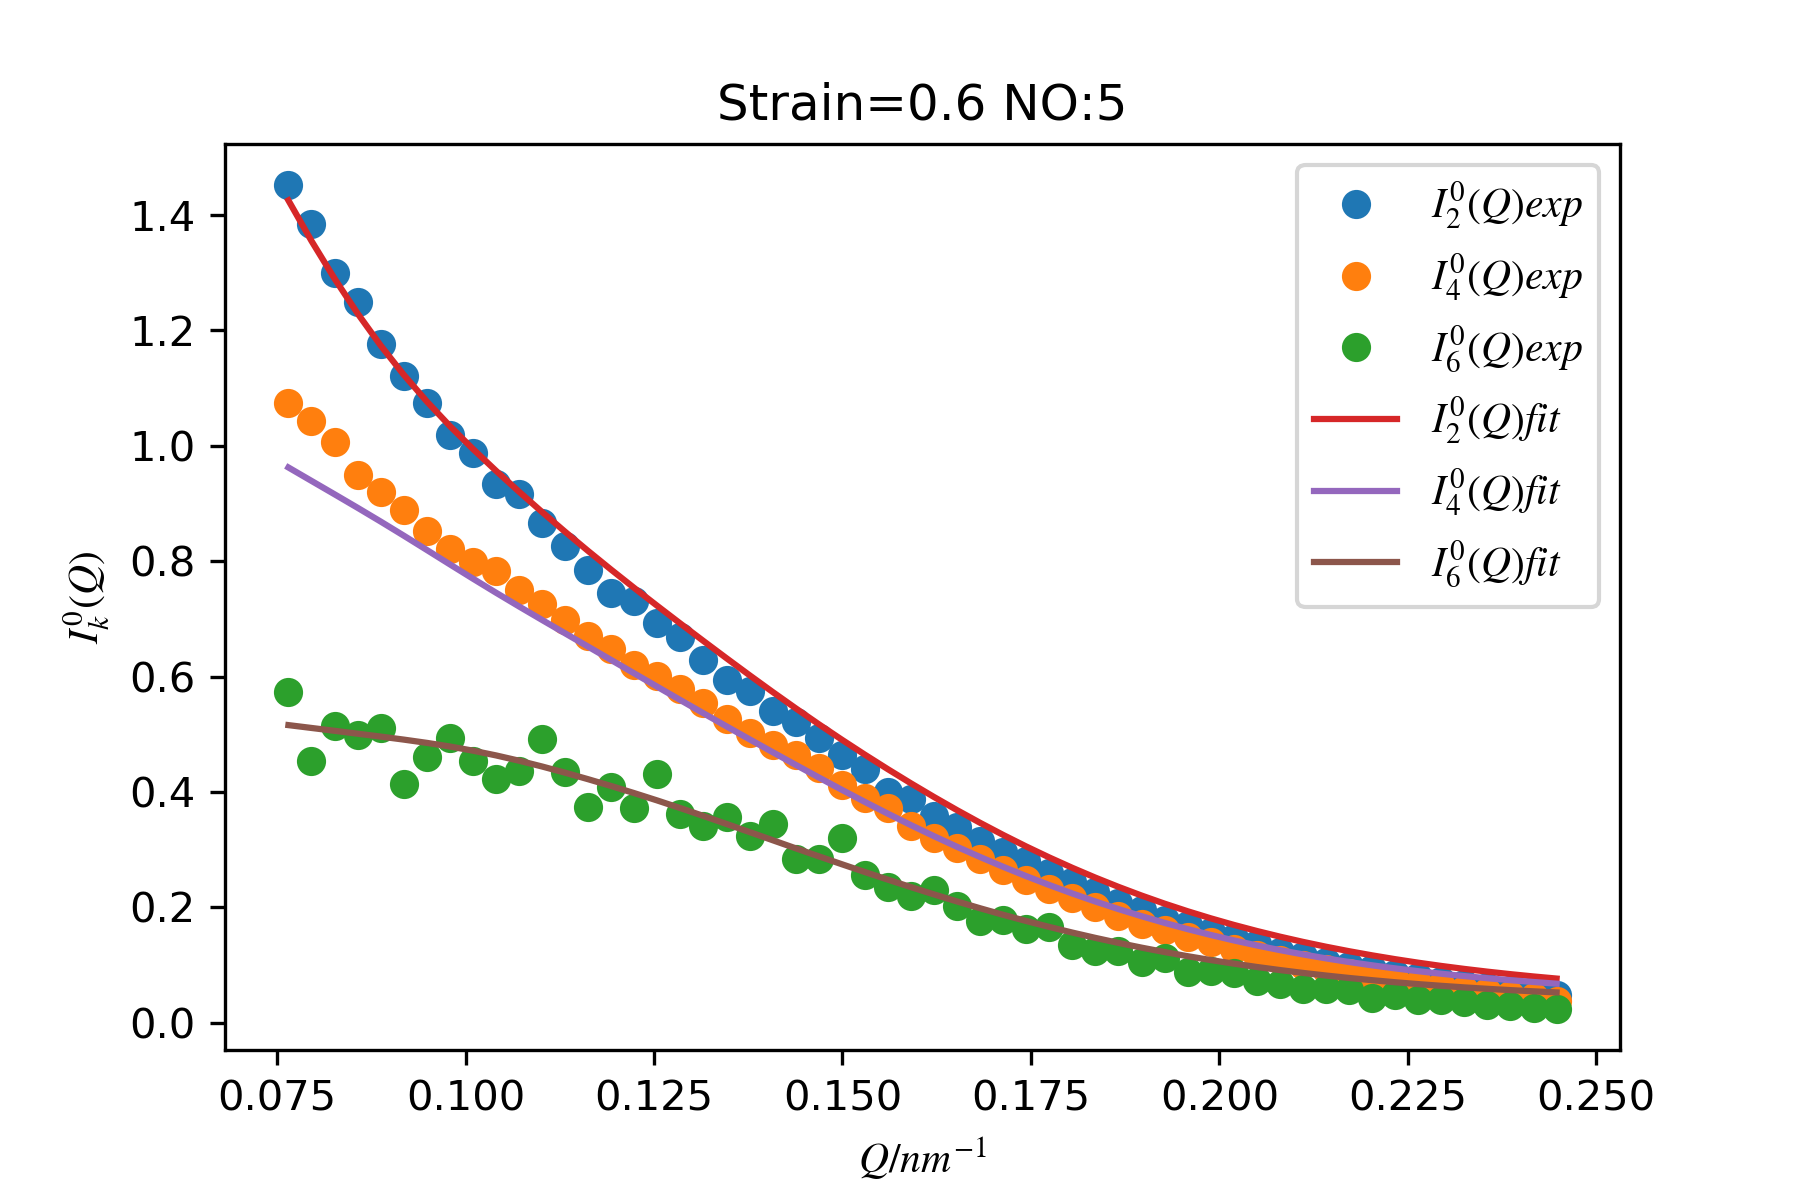 Strain=0.6 NO:5
1.4
1.2
1.0
0.8
0.6
0.4
0.2
0.0
$I_k^0(Q)$
$I_2^0(Q)exp$
$I_4^0(Q)exp$
$I_6^0(Q)exp$
$I_2^0(Q)fit$
$I_4^0(Q)fit$
$I_6^0(Q)fit$
0.075 0.100 0.125 0.150 0.175 0.200 0.225 0.250
$Q/nm^{-1}$